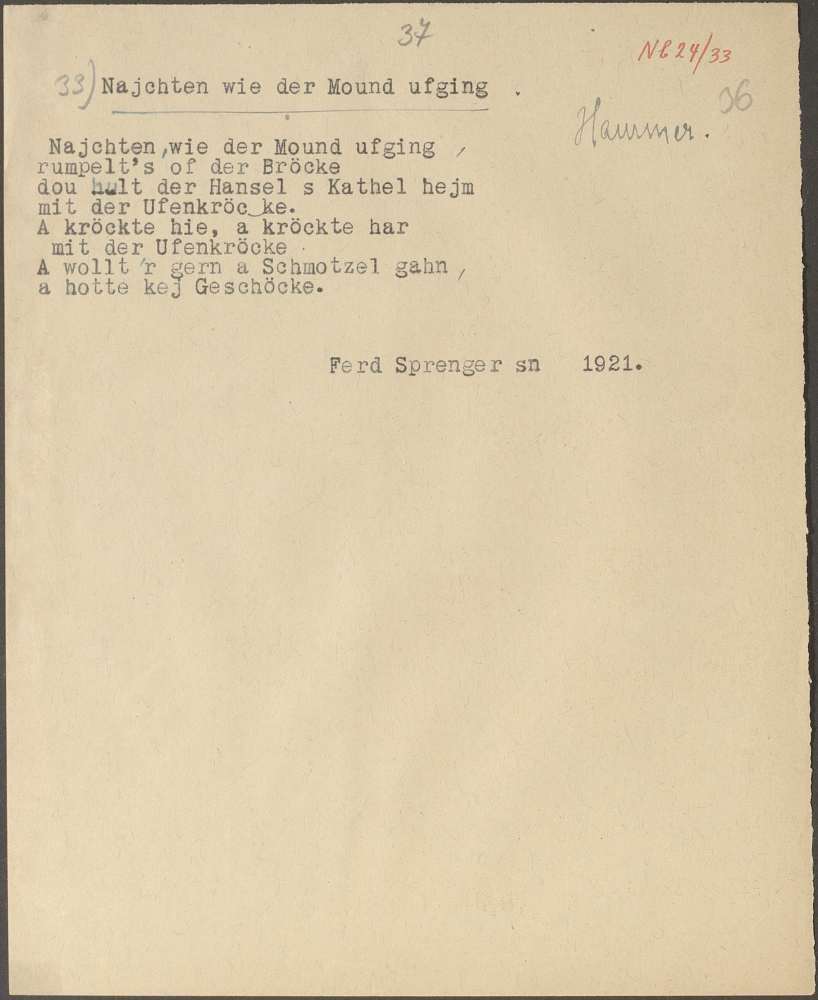 37
NL 24/33
33) Najchten wie der Mound ufging .
36
Hammer.
Najchten, wie der Mound ufging ,
rumpelt's of der Bröcke
dou hult der Hansel s Kathel hejm
mit der Ufenkröcke.
A kröckte hie, a kröckte har
mit der Ufenkröcke
A wollt 'r gern a Schmotzel gahn ,
a hotte kej Geschöcke.
Ferd Sprenger sn 1921.